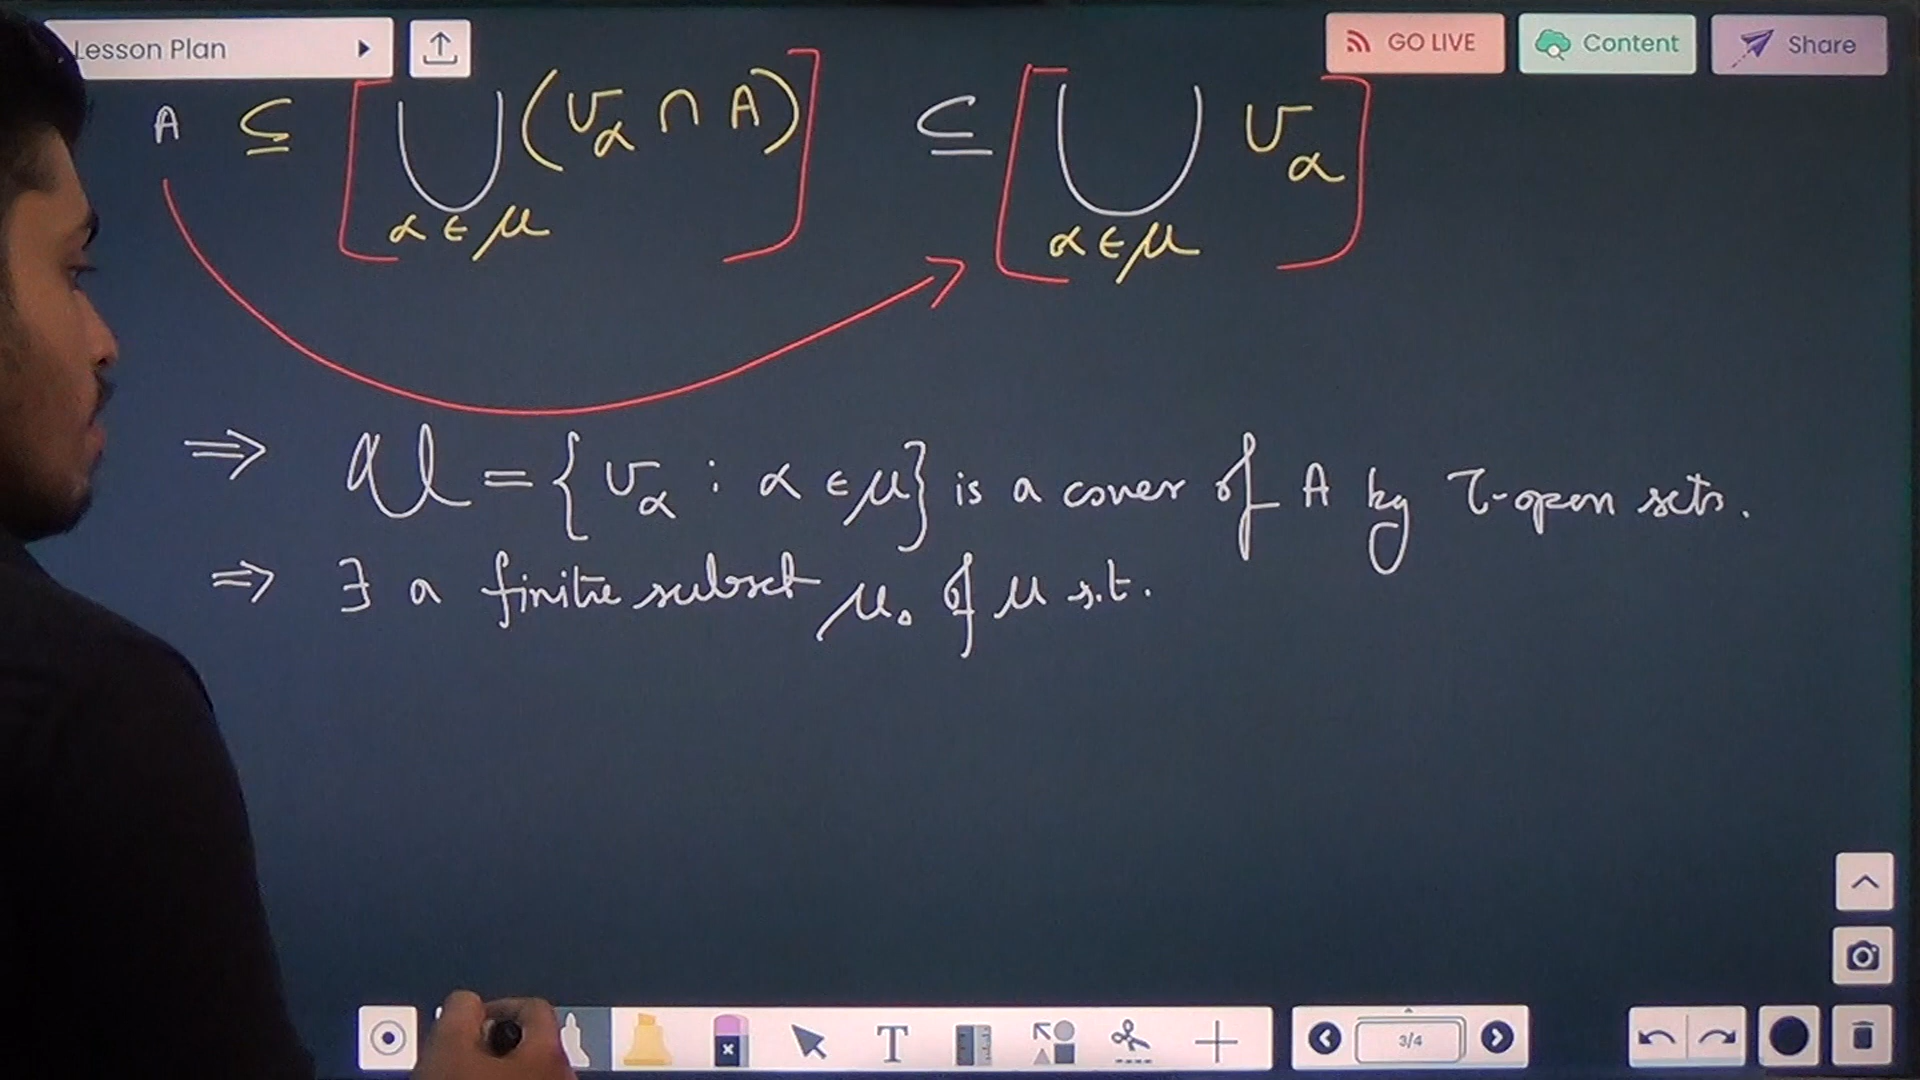 Lesson Plan
GO LIVE
Content
Share
A ⊆ [⋃_{α∈μ} (U_α ∩ A)] ⊆ [⋃_{α∈μ} U_α]
⇒ 𝒰 = {U_α : α ∈ μ} is a cover of A by τ-open sets.
⇒ ∃ a finite subset μ₀ of μ s.t.
T
3/4